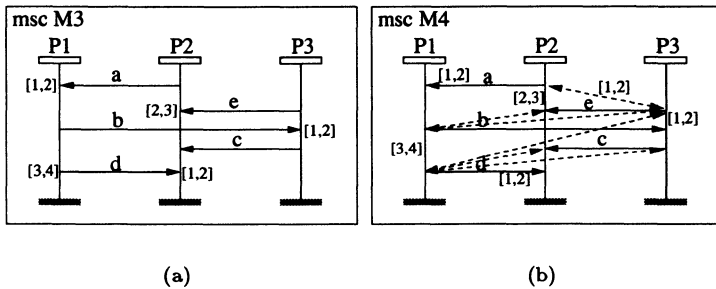 msc M3
P1 P2 P3
a
[1,2]
e
[2,3]
b
[1,2]
c
d
[3,4]
[1,2]
(a)
msc M4
P1 P2 P3
[1,2] a
[1,2]
[2,3] e
b
[1,2]
[3,4] c
d
[1,2]
(b)